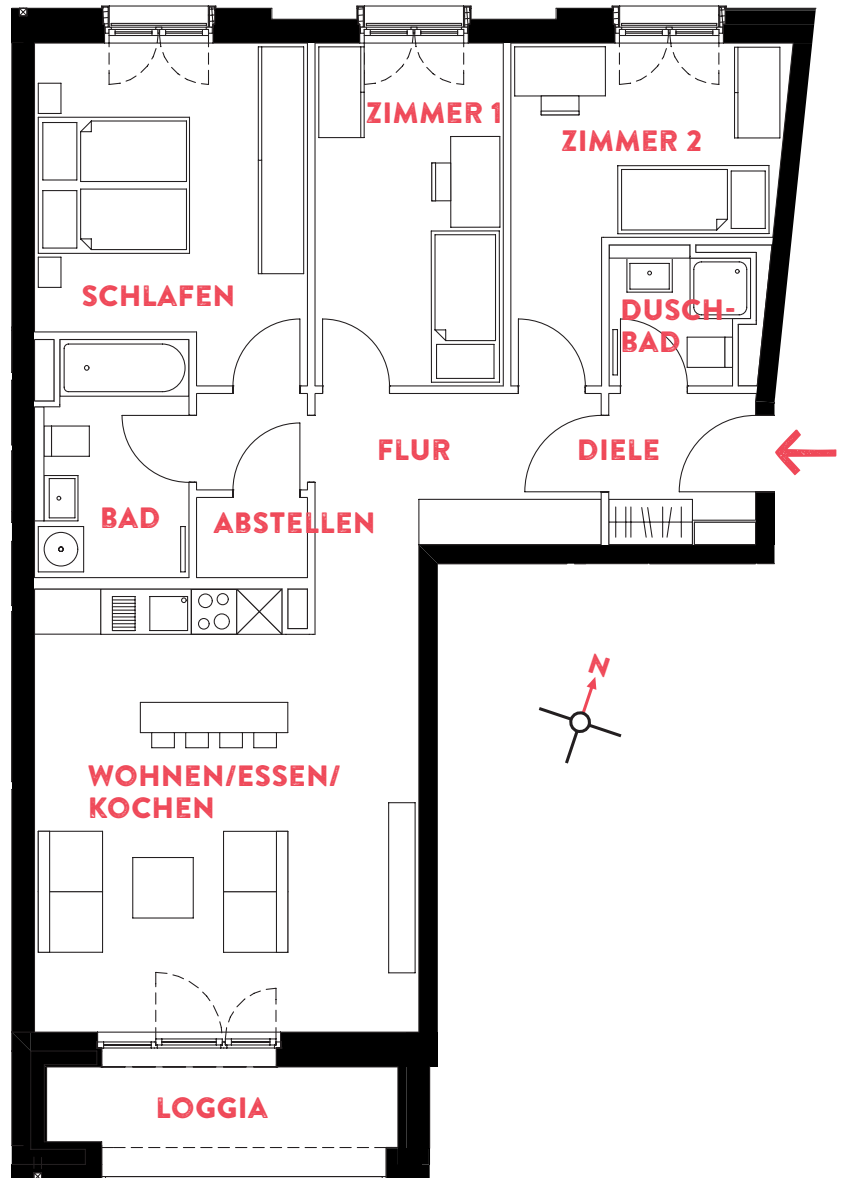 ZIMMER 1
ZIMMER 2
SCHLAFEN
DUSCH-
BAD
FLUR
DIELE
BAD
ABSTELLEN
N
WOHNEN/ESSEN/
KOCHEN
LOGGIA